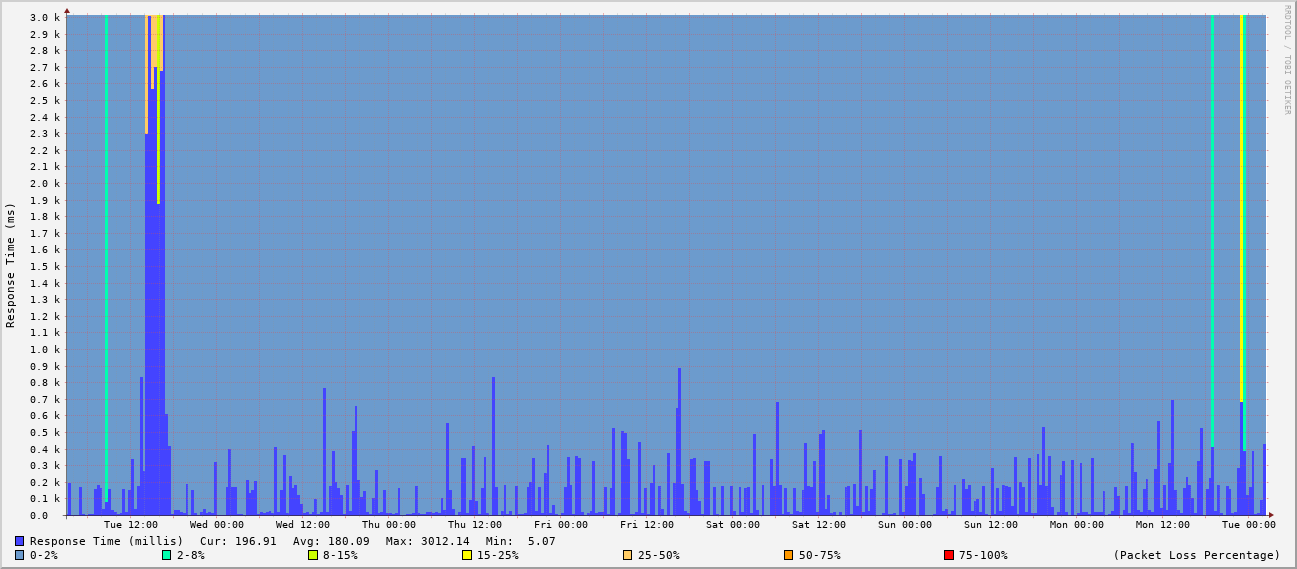 3.0 k
2.9 k
2.8 k
2.7 k
2.6 k
2.5 k
2.4 k
2.3 k
2.2 k
2.1 k
2.0 k
1.9 k
1.8 k
1.7 k
1.6 k
1.5 k
1.4 k
1.3 k
1.2 k
1.1 k
1.0 k
0.9 k
0.8 k
0.7 k
0.6 k
0.5 k
0.4 k
0.3 k
0.2 k
0.1 k
0.0
Response Time (ms)
RRDTOOL / TOBI OETIKER
Tue 12:00 Wed 00:00 Wed 12:00 Thu 00:00 Thu 12:00 Fri 00:00 Fri 12:00 Sat 00:00 Sat 12:00 Sun 00:00 Sun 12:00 Mon 00:00 Mon 12:00 Tue 00:00
Response Time (millis) Cur: 196.91 Avg: 180.09 Max: 3012.14 Min: 5.07
0-2% 2-8% 8-15% 15-25% 25-50% 50-75% 75-100% (Packet Loss Percentage)